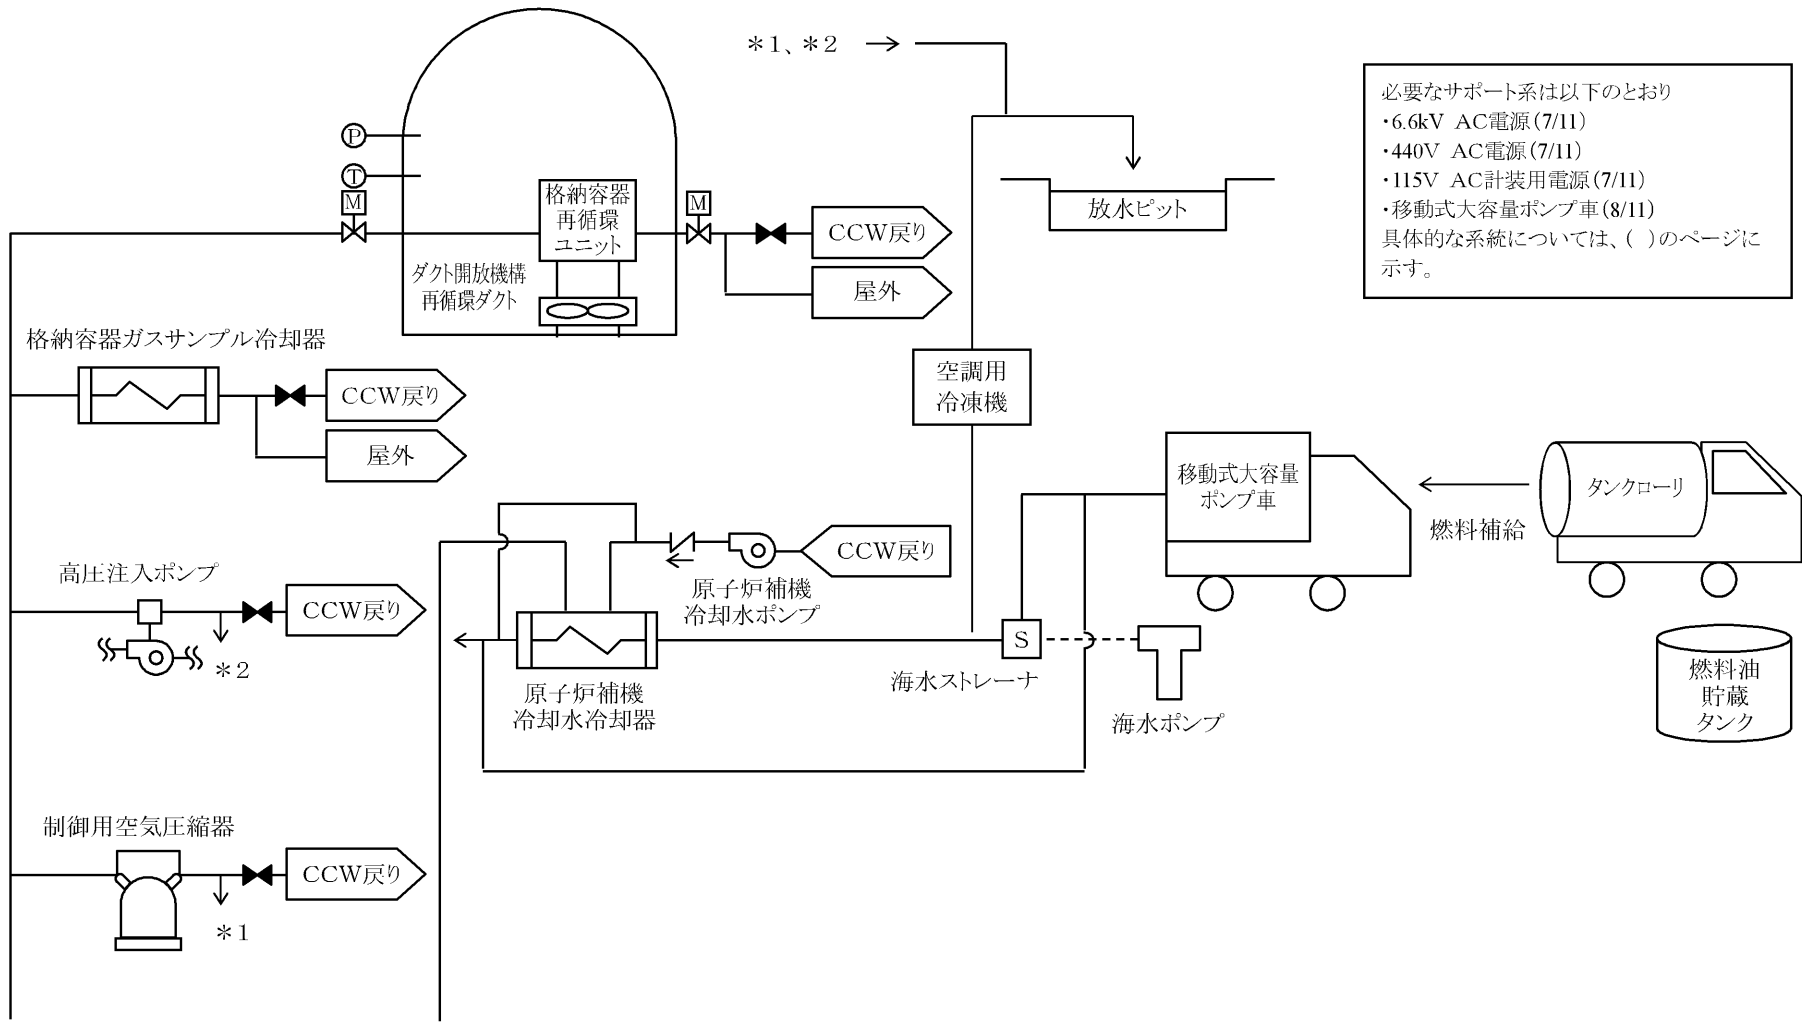 *1、*2
必要なサポート系は以下のとおり
・6.6kV AC電源(7/11)
・440V AC電源(7/11)
・115V AC計装用電源(7/11)
・移動式大容量ポンプ車(8/11)
具体的な系統については、( )のページに
示す。
P
T
M
M
格納容器
再循環
ユニット
CCW戻り
屋外
放水ピット
ダクト開放機構
再循環ダクト
格納容器ガスサンプル冷却器
CCW戻り
屋外
空調用
冷凍機
移動式大容量
ポンプ車
タンクローリ
燃料補給
CCW戻り
原子炉補機
冷却水ポンプ
高圧注入ポンプ
CCW戻り
*2
S
海水ストレーナ
原子炉補機
冷却水冷却器
海水ポンプ
燃料油
貯蔵
タンク
制御用空気圧縮器
CCW戻り
*1